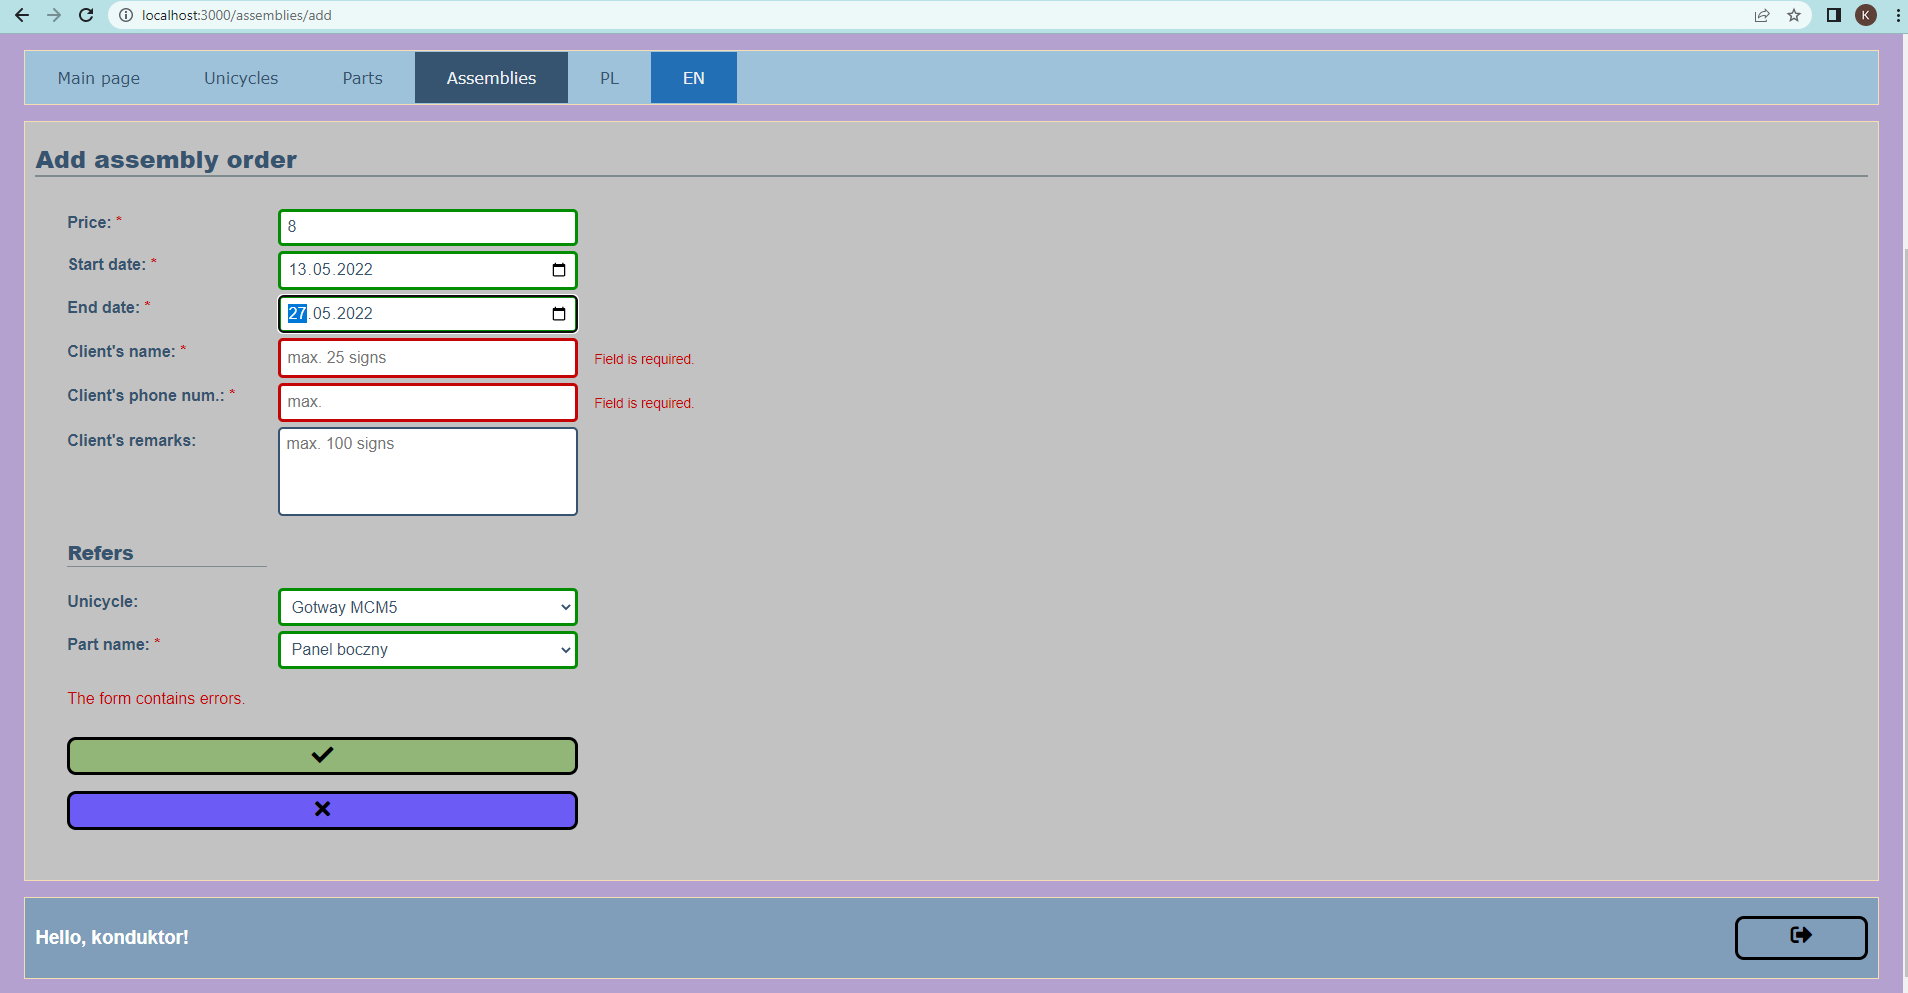 localhost:3000/assemblies/add
K
Main page Unicycles Parts Assemblies PL EN
Add assembly order
Price: * 8
Start date: * 13.05.2022
End date: * 27.05.2022
Client's name: * max. 25 signs Field is required.
Client's phone num.: * max. Field is required.
Client's remarks: max. 100 signs
Refers
Unicycle: Gotway MCM5
Part name: * Panel boczny
The form contains errors.
Hello, konduktor!